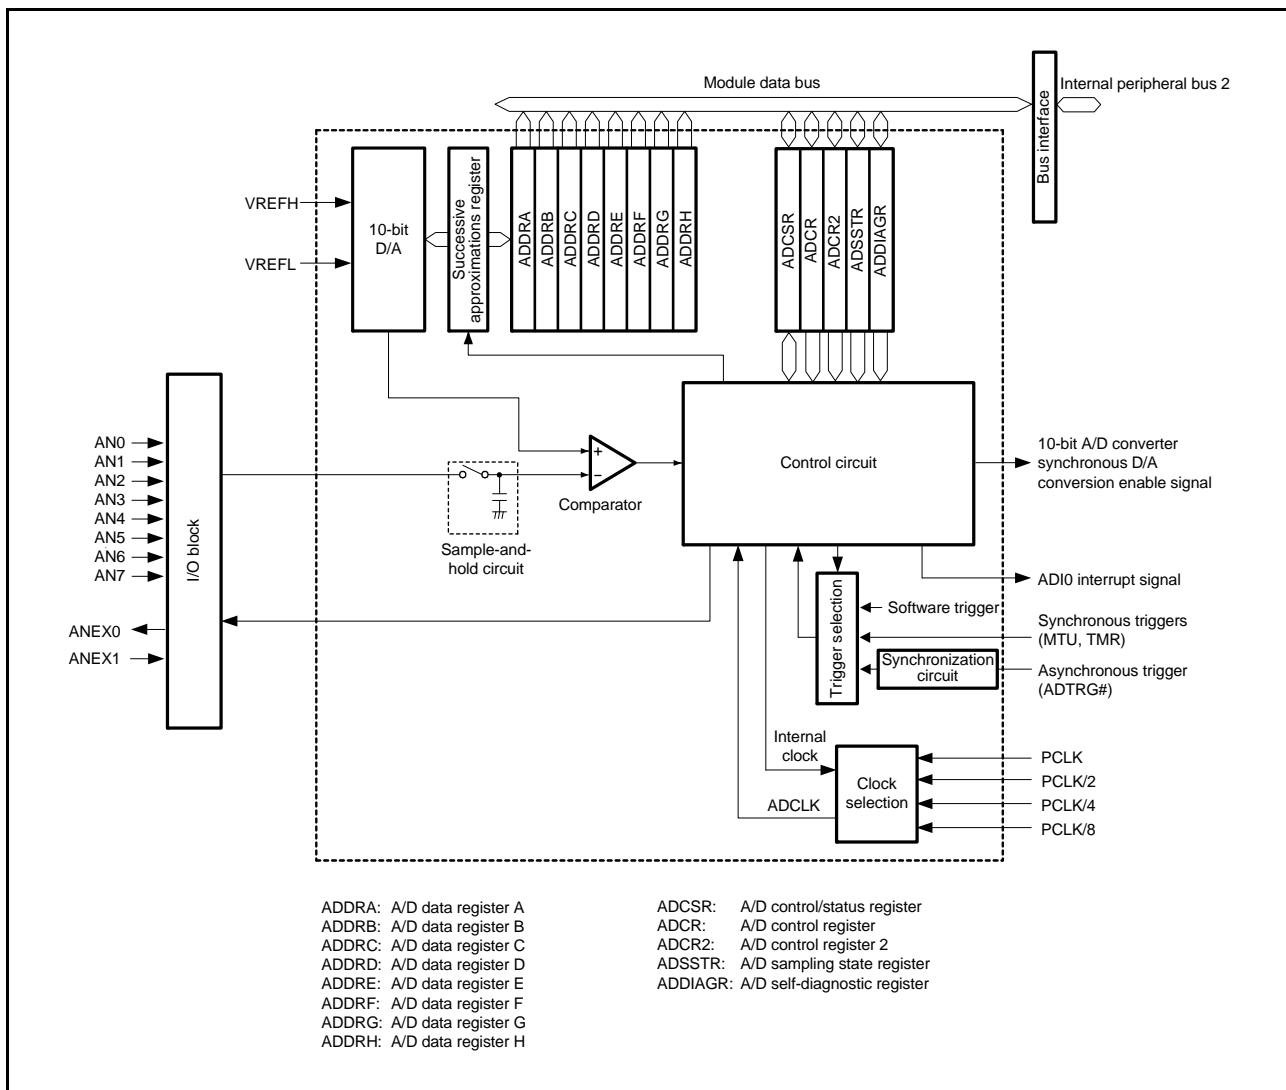 Module data bus
Internal peripheral bus 2
Bus interface
VREFH
VREFL
10-bit
D/A
Successive
approximations register
ADDRA
ADDRB
ADDRC
ADDRD
ADDRE
ADDRF
ADDRG
ADDRH
ADCSR
ADCR
ADCR2
ADSSTR
ADDIAGR
AN0
AN1
AN2
AN3
AN4
AN5
AN6
AN7
ANEX0
ANEX1
I/O block
Sample-and-
hold circuit
+
−
Comparator
Control circuit
10-bit A/D converter
synchronous D/A
conversion enable signal
ADI0 interrupt signal
Trigger selection
Software trigger
Synchronous triggers
(MTU, TMR)
Synchronization
circuit
Asynchronous trigger
(ADTRG#)
Internal
clock
ADCLK
Clock
selection
PCLK
PCLK/2
PCLK/4
PCLK/8
ADDRA: A/D data register A
ADDRB: A/D data register B
ADDRC: A/D data register C
ADDRD: A/D data register D
ADDRE: A/D data register E
ADDRF: A/D data register F
ADDRG: A/D data register G
ADDRH: A/D data register H
ADCSR: A/D control/status register
ADCR: A/D control register
ADCR2: A/D control register 2
ADSSTR: A/D sampling state register
ADDIAGR: A/D self-diagnostic register